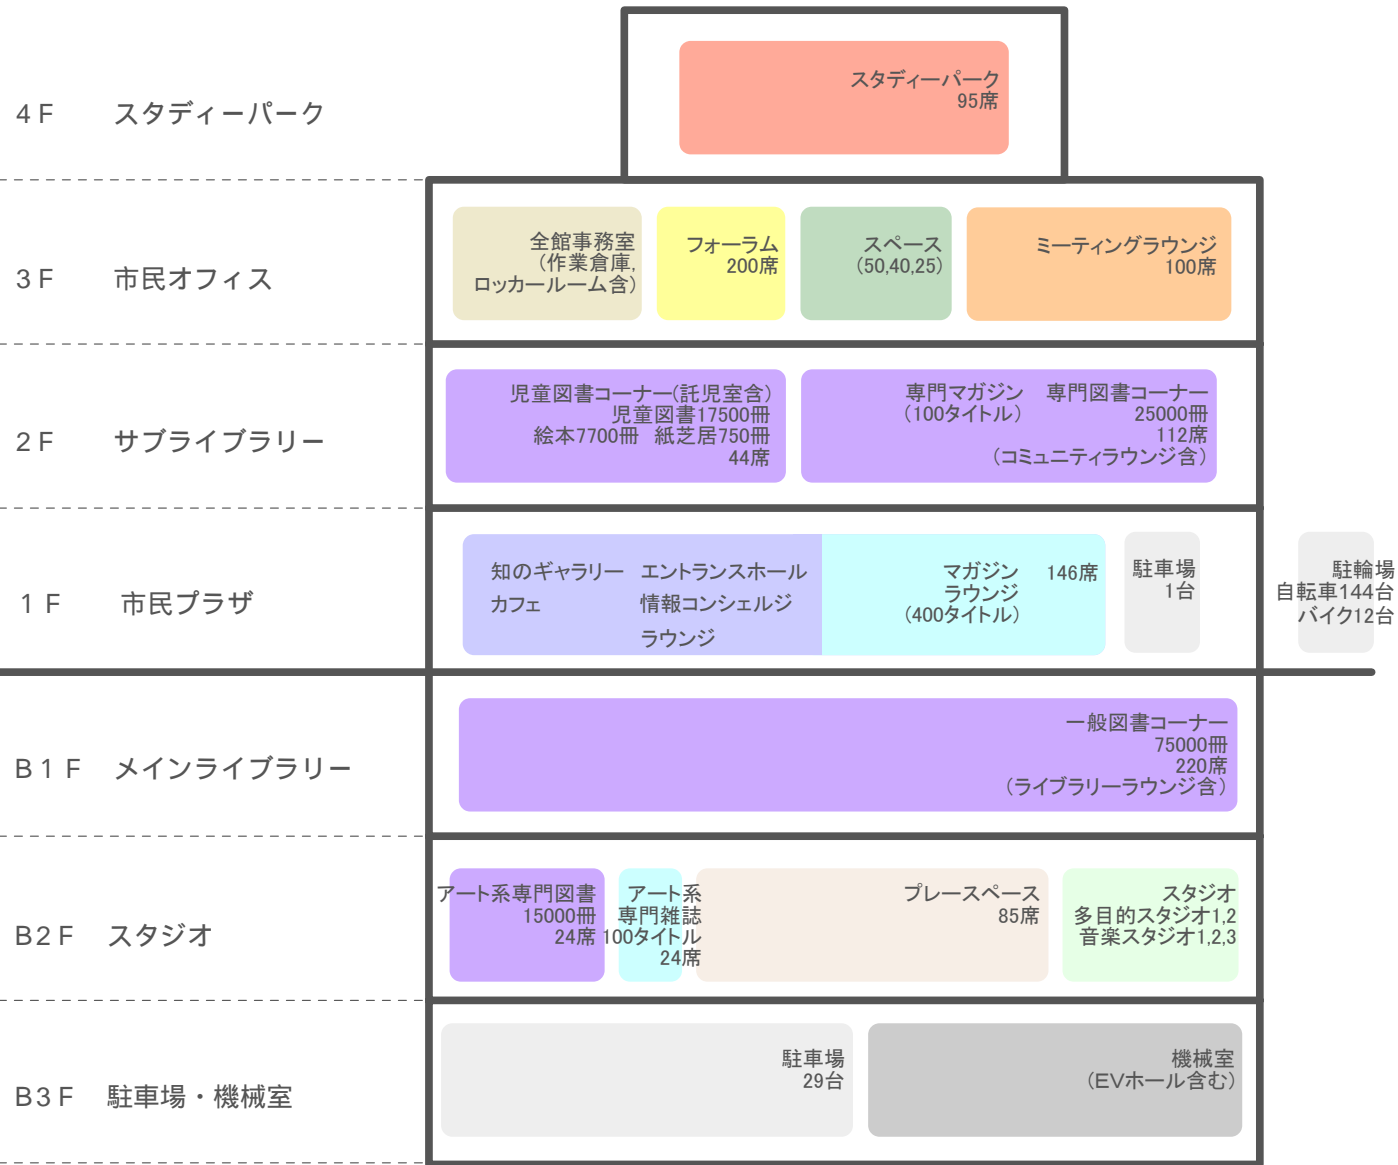 スタディーパーク
95席
4F スタディーパーク
3F 市民オフィス
全館事務室
(作業倉庫,
ロッカールーム含)
フォーラム
200席
スペース
(50,40,25)
ミーティングラウンジ
100席
2F サブライブラリー
児童図書コーナー(託児室含)
児童図書17500冊
絵本7700冊 紙芝居750冊
44席
専門マガジン
(100タイトル)
専門図書コーナー
25000冊
112席
(コミュニティラウンジ含)
1F 市民プラザ
知のギャラリー
カフェ
エントランスホール
情報コンシェルジ
ラウンジ
マガジン
ラウンジ
(400タイトル)
146席
駐車場
1台
駐輪場
自転車144台
バイク12台
B1F メインライブラリー
一般図書コーナー
75000冊
220席
(ライブラリーラウンジ含)
B2F スタジオ
アート系専門図書
15000冊
24席
アート系
専門雑誌
100タイトル
24席
プレースペース
85席
スタジオ
多目的スタジオ1,2
音楽スタジオ1,2,3
B3F 駐車場・機械室
駐車場
29台
機械室
(EVホール含む)